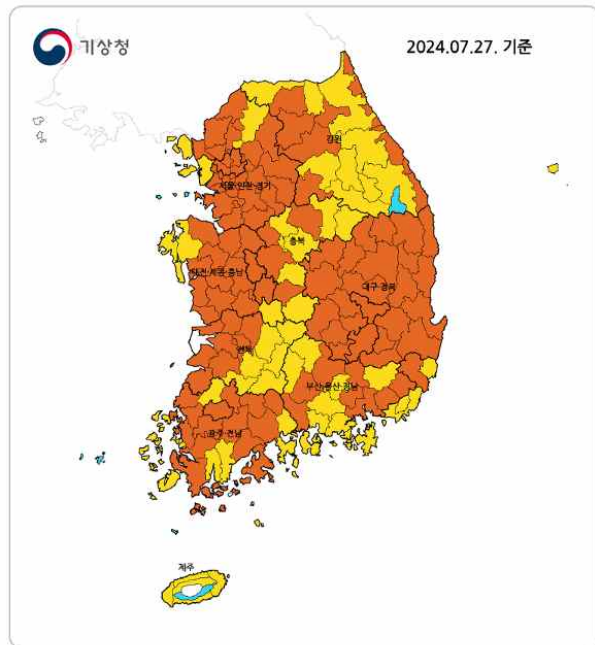 기상청
2024.07.27. 기준
강원
서울·인천·경기
충북
대전·세종·충남
대구·경북
전북
부산·울산·경남
광주·전남
제주